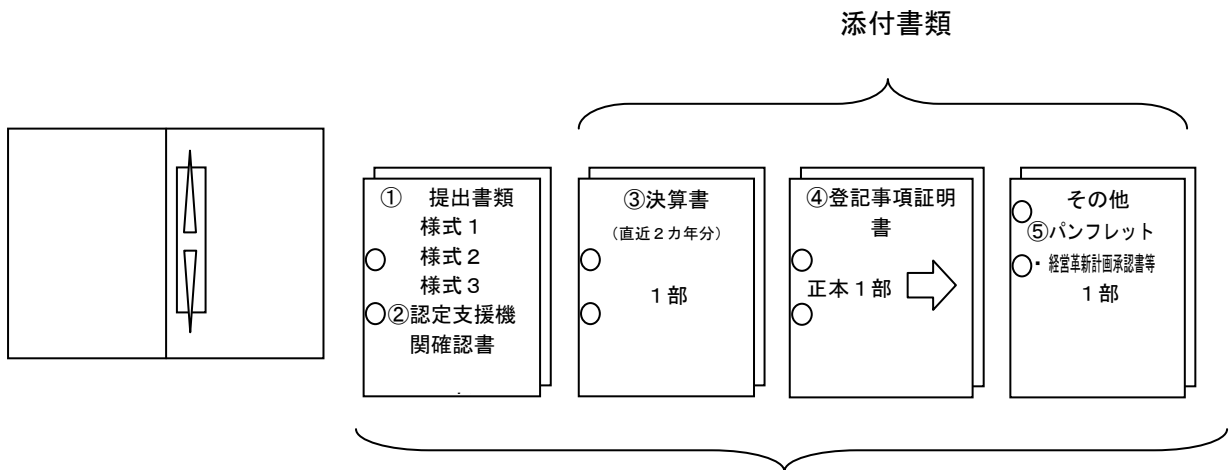 添付書類
① 提出書類
様式１
様式２
様式３
②認定支援機
関確認書
③決算書
（直近２カ年分）
１部
④登記事項証明
書
正本１部
その他
⑤パンフレット
・経営革新計画承認書等
１部